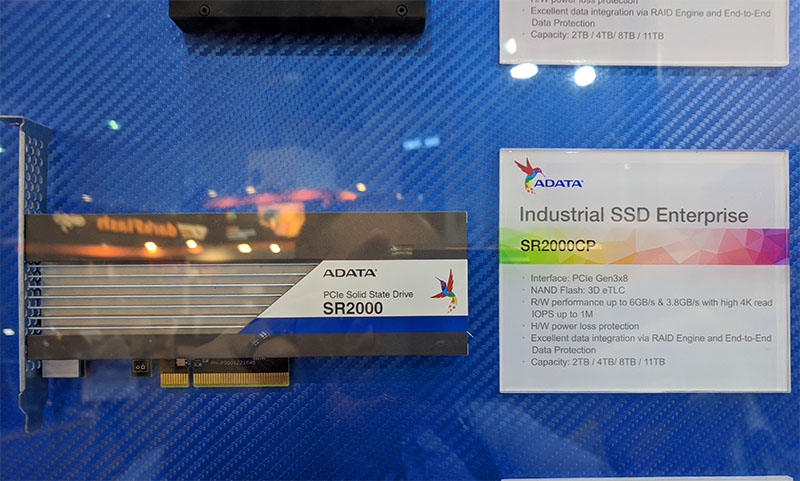 H/W power loss protection
· Excellent data integration via RAID Engine and End-to-End
Data Protection
· Capacity: 2TB / 4TB/ 8TB / 11TB
ADATA
PCIe Solid State Drive
SR2000
ADATA
Industrial SSD Enterprise
SR2000CP
· Interface: PCIe Gen3x8
· NAND Flash: 3D eTLC
· R/W performance up to 6GB/s & 3.8GB/s with high 4K read
IOPS up to 1M
· H/W power loss protection
· Excellent data integration via RAID Engine and End-to-End
Data Protection
· Capacity: 2TB / 4TB/ 8TB / 11TB
darkFlash